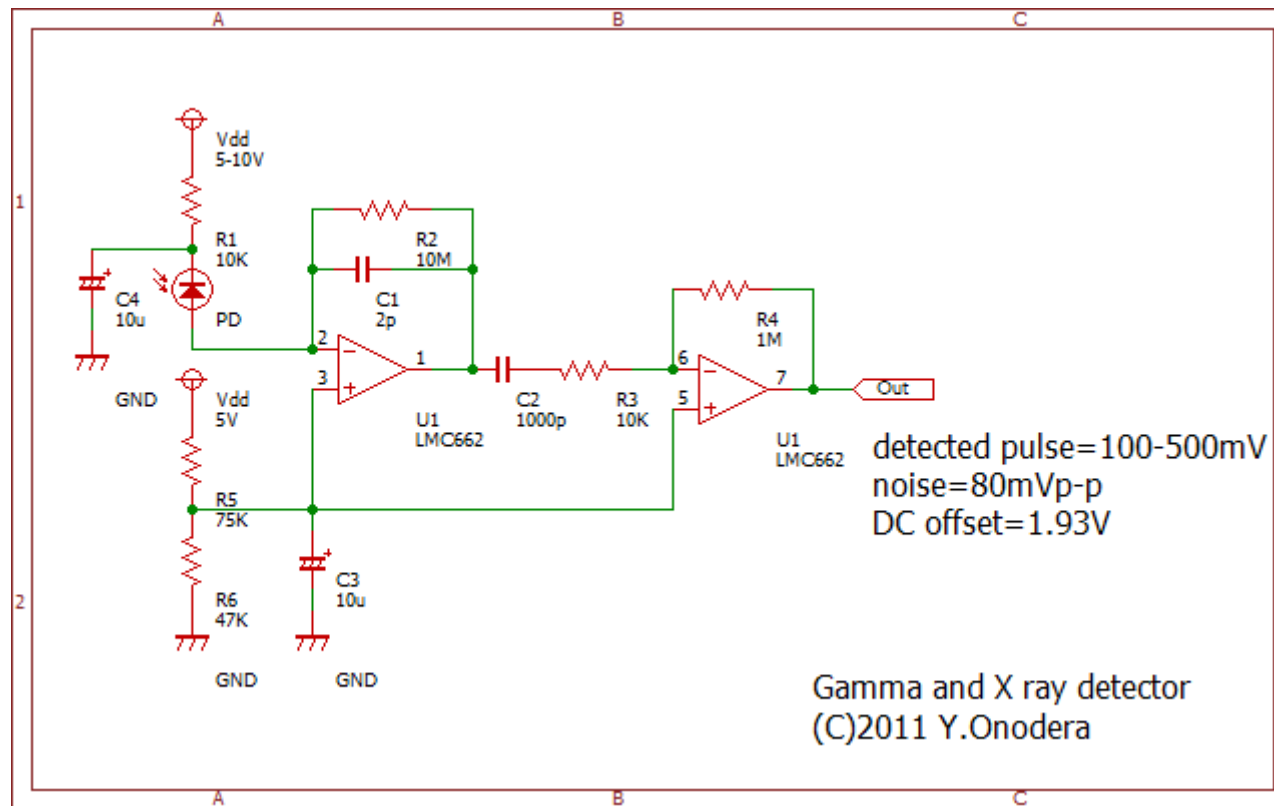 A
B
C
1
2
Vdd
5-10V
R1
10K
C4
10u
PD
GND
R2
10M
C1
2p
2
3
1
-
+
U1
LMC662
C2
1000p
R3
10K
R4
1M
6
5
7
-
+
U1
LMC662
Out
Vdd
5V
R5
75K
R6
47K
GND
+
C3
10u
GND
+
detected pulse=100-500mV
noise=80mVp-p
DC offset=1.93V
Gamma and X ray detector
(C)2011 Y.Onodera
A
B
C